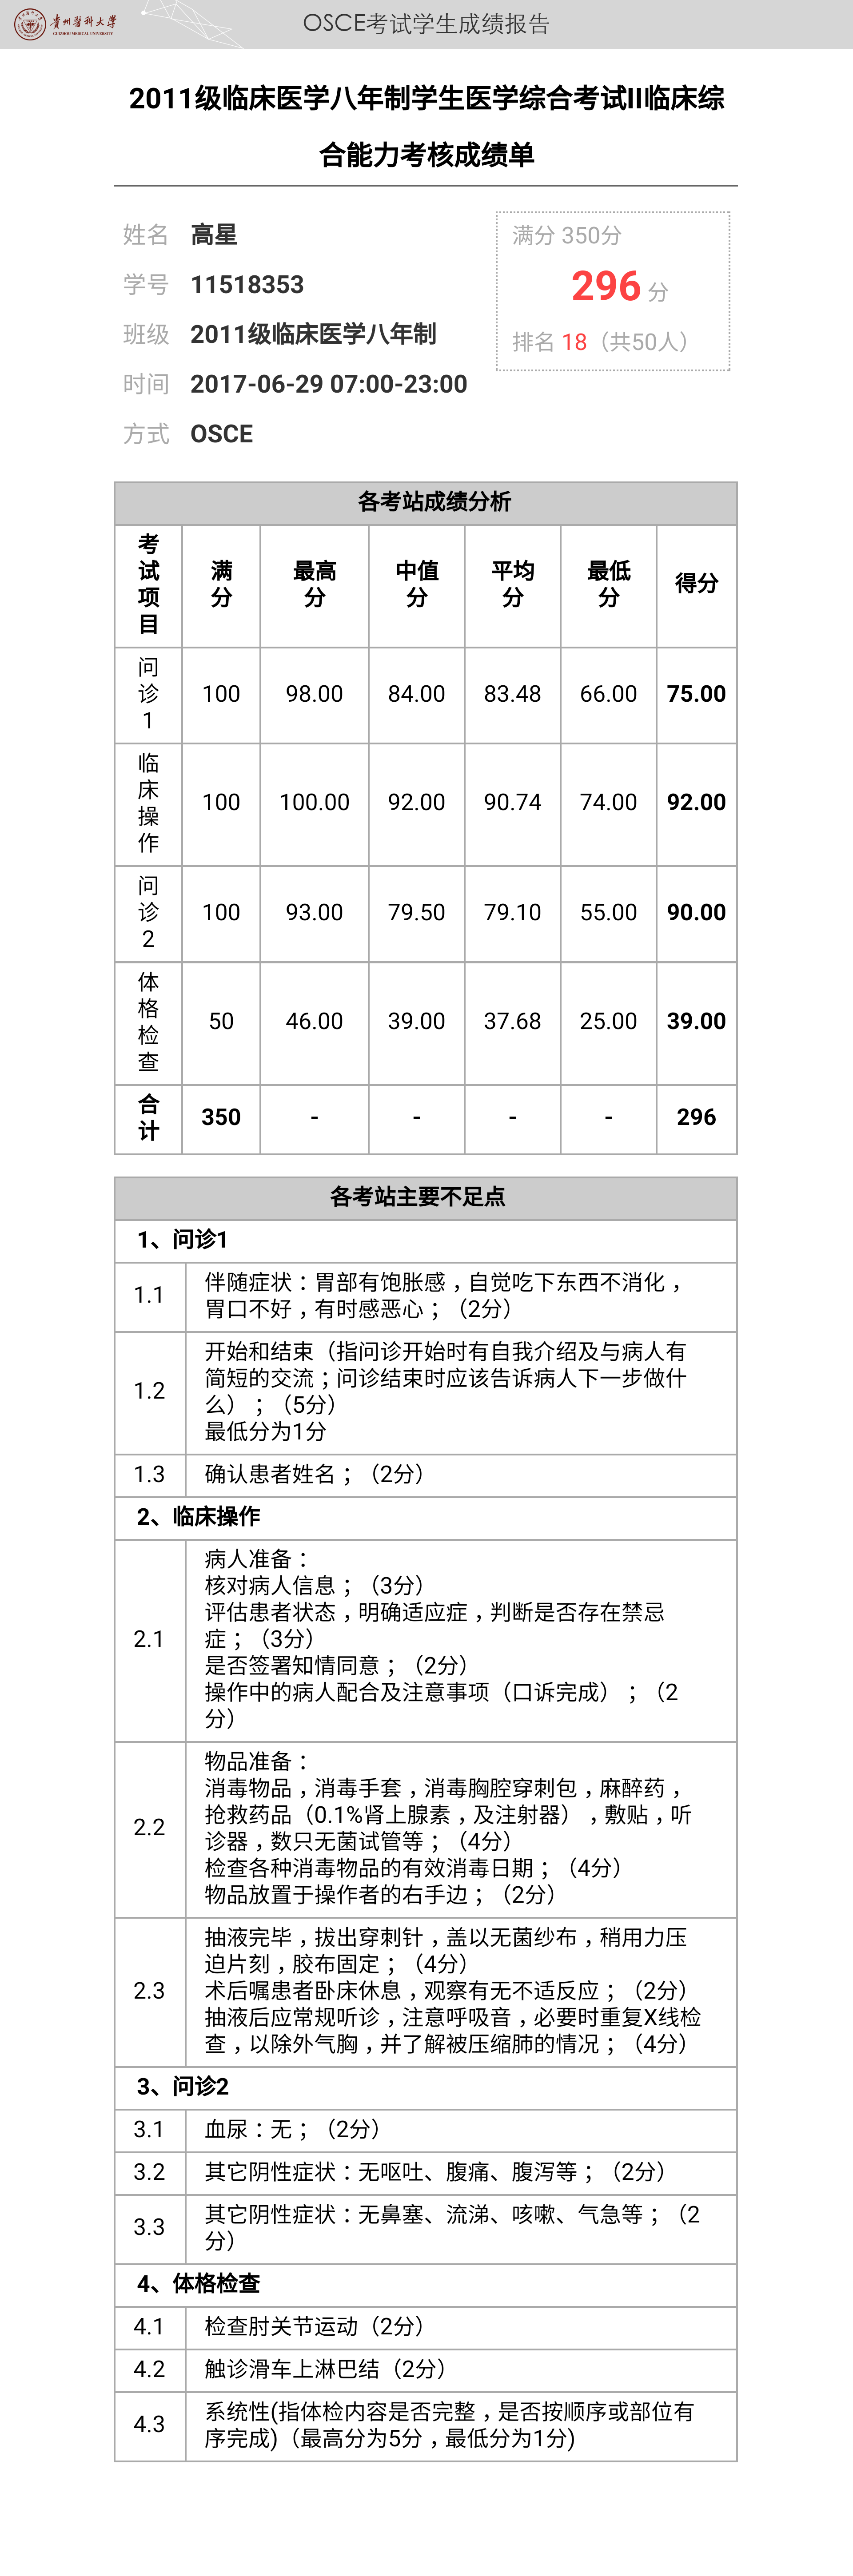 贵州医科大学
GUIZHOU MEDICAL UNIVERSITY
OSCE考试学生成绩报告
2011级临床医学八年制学生医学综合考试II临床综
合能力考核成绩单
姓名 高星
学号 11518353
班级 2011级临床医学八年制
时间 2017-06-29 07:00-23:00
方式 OSCE
满分 350分
296 分
排名 18（共50人）
各考站成绩分析
考试项目 满分 最高分 中值分 平均分 最低分 得分
问诊1 100 98.00 84.00 83.48 66.00 75.00
临床操作 100 100.00 92.00 90.74 74.00 92.00
问诊2 100 93.00 79.50 79.10 55.00 90.00
体格检查 50 46.00 39.00 37.68 25.00 39.00
合计 350 - - - - 296
各考站主要不足点
1、问诊1
1.1 伴随症状：胃部有饱胀感，自觉吃下东西不消化，
胃口不好，有时感恶心；（2分）
1.2 开始和结束（指问诊开始时有自我介绍及与病人有
简短的交流；问诊结束时应该告诉病人下一步做什
么）；（5分）
最低分为1分
1.3 确认患者姓名；（2分）
2、临床操作
2.1 病人准备：
核对病人信息；（3分）
评估患者状态，明确适应症，判断是否存在禁忌
症；（3分）
是否签署知情同意；（2分）
操作中的病人配合及注意事项（口诉完成）；（2
分）
2.2 物品准备：
消毒物品，消毒手套，消毒胸腔穿刺包，麻醉药，
抢救药品（0.1%肾上腺素，及注射器），敷贴，听
诊器，数只无菌试管等；（4分）
检查各种消毒物品的有效消毒日期；（4分）
物品放置于操作者的右手边；（2分）
2.3 抽液完毕，拔出穿刺针，盖以无菌纱布，稍用力压
迫片刻，胶布固定；（4分）
术后嘱患者卧床休息，观察有无不适反应；（2分）
抽液后应常规听诊，注意呼吸音，必要时重复X线检
查，以除外气胸，并了解被压缩肺的情况；（4分）
3、问诊2
3.1 血尿：无；（2分）
3.2 其它阴性症状：无呕吐、腹痛、腹泻等；（2分）
3.3 其它阴性症状：无鼻塞、流涕、咳嗽、气急等；（2
分）
4、体格检查
4.1 检查肘关节运动（2分）
4.2 触诊滑车上淋巴结（2分）
4.3 系统性(指体检内容是否完整，是否按顺序或部位有
序完成)（最高分为5分，最低分为1分)